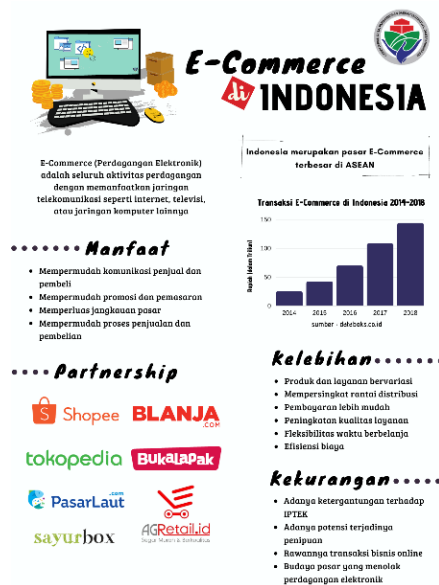 E-Commerce
di INDONESIA
E-Commerce (Perdagangan Elektronik)
adalah seluruh aktivitas perdagangan
dengan memanfaatkan jaringan
telekomunikasi seperti internet, televisi,
atau jaringan komputer lainnya
Manfaat
Mempermudah komunikasi penjual dan
pembeli
Mempermudah promosi dan pemasaran
Memperluas jangkauan pasar
Mempermudah proses penjualan dan
pembelian
Partnership
Shopee
BLANJA
.COM
tokopedia
BukaLapak
PasarLaut
.com
AGRetail.id
sayurbox
Indonesia merupakan pasar E-Commerce
terbesar di ASEAN
Transaksi E-Commerce di Indonesia 2014-2018
Rupiah (dalam Triliun)
150
100
50
0
2014 2015 2016 2017 2018
sumber - databoks.co.id
Kelebihan
Produk dan layanan bervariasi
Mempersingkat rantai distribusi
Pembayaran lebih mudah
Peningkatan kualitas layanan
Fleksibilitas waktu berbelanja
Efisiensi biaya
Kekurangan
Adanya ketergantungan terhadap
IPTEK
Adanya potensi terjadinya
penipuan
Rawannya transaksi bisnis online
Budaya pasar yang menolak
perdagangan elektronik